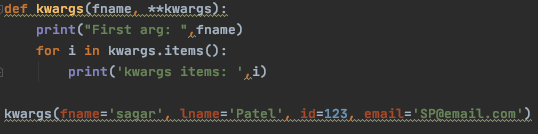 def kwargs(fname, **kwargs):
    print("First arg: ",fname)
    for i in kwargs.items():
        print('kwargs items: ',i)
kwargs(fname='sagar', lname='Patel', id=123, email='SP@email.com')